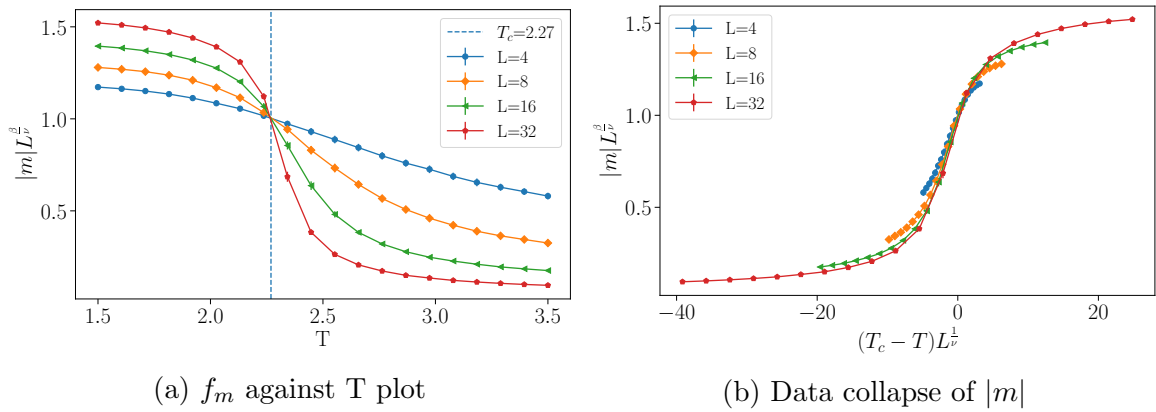 1.5
1.0
0.5
|m|L^{β/ν}
T_c=2.27
L=4
L=8
L=16
L=32
1.5 2.0 2.5 3.0 3.5
T
(a) f_m against T plot
1.5
1.0
0.5
|m|L^{β/ν}
L=4
L=8
L=16
L=32
−40 −20 0 20
(T_c − T)L^{1/ν}
(b) Data collapse of |m|